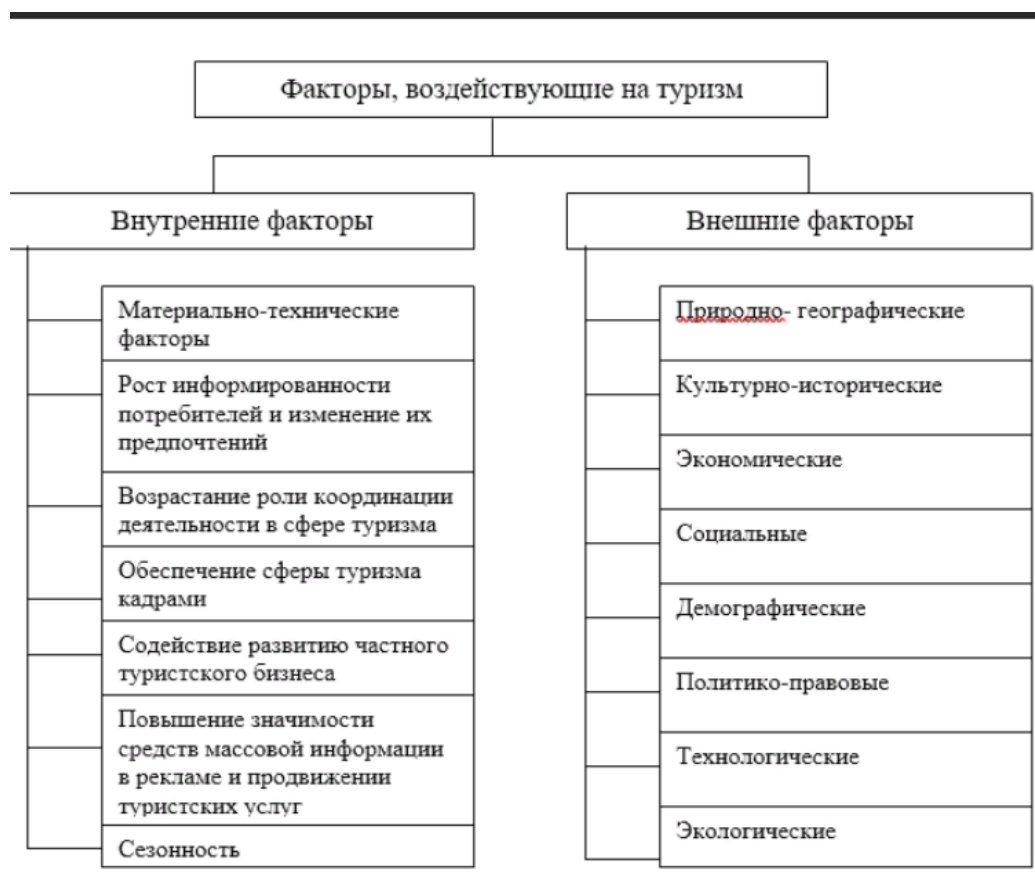 Факторы, воздействующие на туризм
Внутренние факторы
Материально-технические
факторы
Рост информированности
потребителей и изменение их
предпочтений
Возрастание роли координации
деятельности в сфере туризма
Обеспечение сферы туризма
кадрами
Содействие развитию частного
туристского бизнеса
Повышение значимости
средств массовой информации
в рекламе и продвижении
туристских услуг
Сезонность
Внешние факторы
Природно- географические
Культурно-исторические
Экономические
Социальные
Демографические
Политико-правовые
Технологические
Экологические